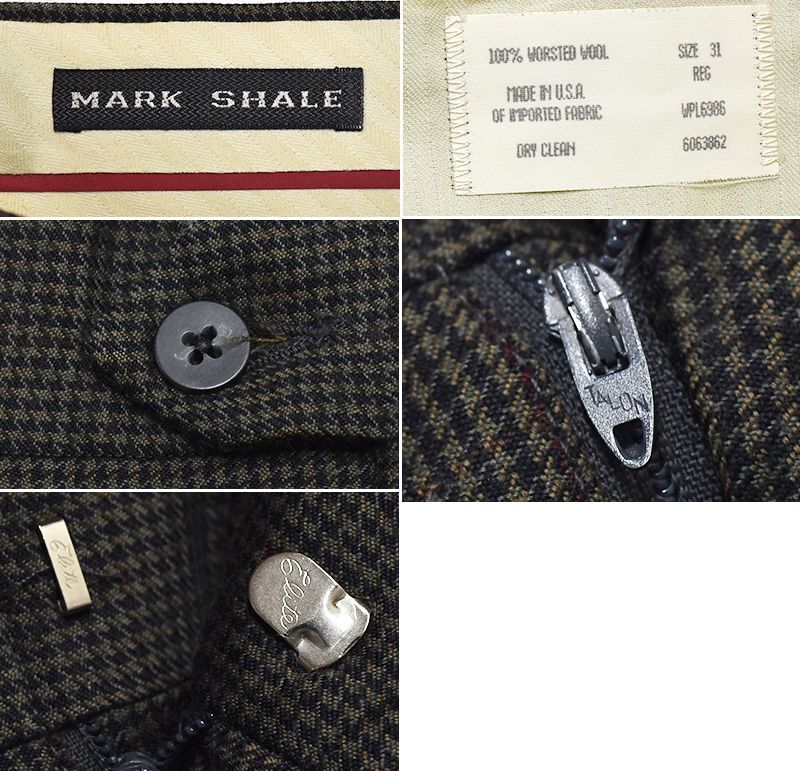 MARK SHALE
100% WORSTED WOOL
SIZE 31
REG
MADE IN U.S.A.
OF IMPORTED FABRIC
WPL6986
DRY CLEAN
6063862
TALON
Elite
Elite